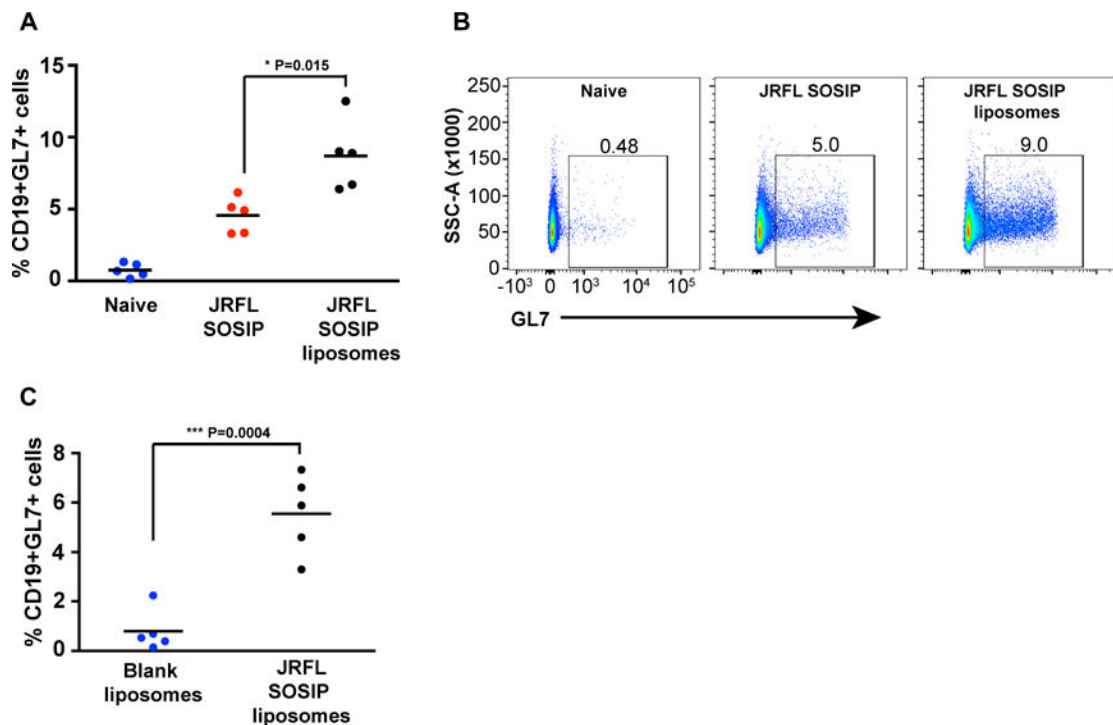 A
% CD19+GL7+ cells
15
10
5
0
* P=0.015
Naive
JRFL
SOSIP
JRFL
SOSIP
liposomes
B
SSC-A (x1000)
250
200
150
100
50
0
Naive
0.48
JRFL SOSIP
5.0
JRFL SOSIP
liposomes
9.0
-10³ 0 10³ 10⁴ 10⁵
GL7
C
% CD19+GL7+ cells
8
6
4
2
0
*** P=0.0004
Blank
liposomes
JRFL
SOSIP
liposomes